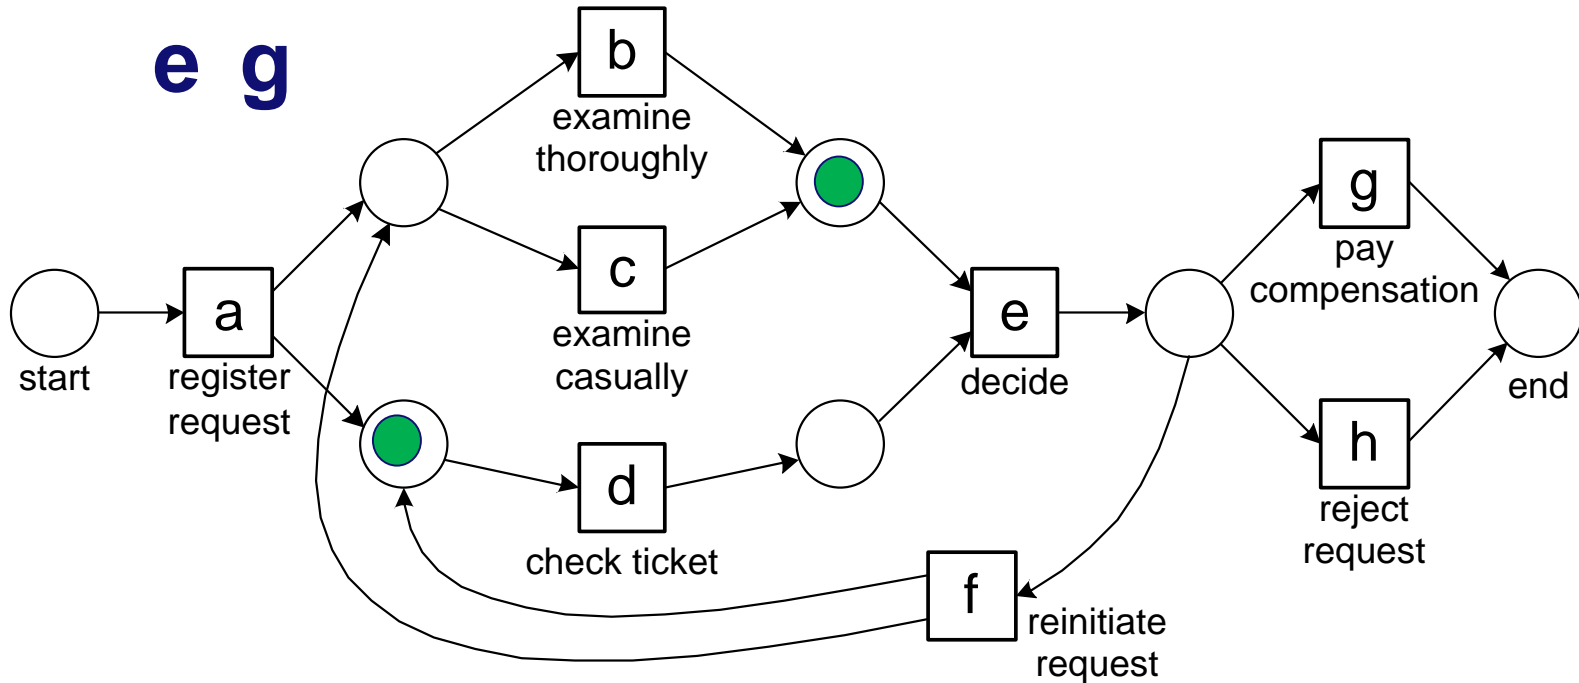 e g
b
examine
thoroughly
c
examine
casually
a
register
request
start
d
check ticket
e
decide
f
reinitiate
request
g
pay
compensation
h
reject
request
end